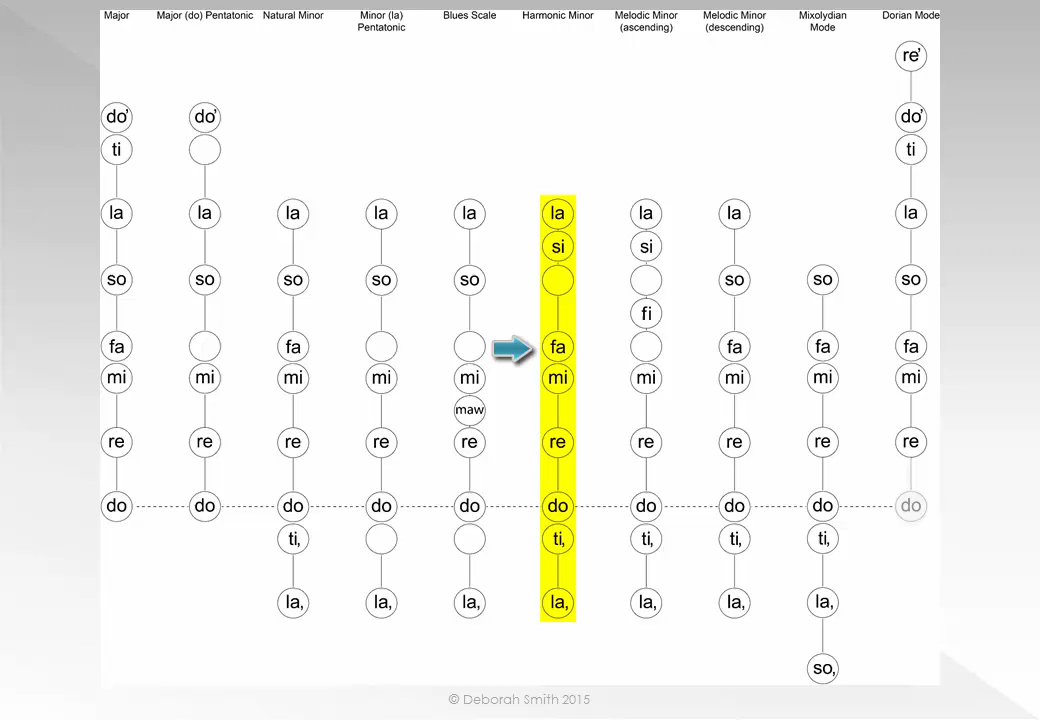 Major Major (do) Pentatonic Natural Minor Minor (la) Pentatonic Blues Scale Harmonic Minor Melodic Minor (ascending) Melodic Minor (descending) Mixolydian Mode Dorian Mode
re’
do’ do’ do’
ti ti
la la la la la la la la la
si si
so so so so so so so
fi
fa fa fa fa fa fa
mi mi mi mi mi mi mi mi mi mi
maw
re re re re re re re re re re
do do do do do do do do do do
ti, ti, ti, ti, ti,
la, la, la, la, la, la, la,
so,
© Deborah Smith 2015